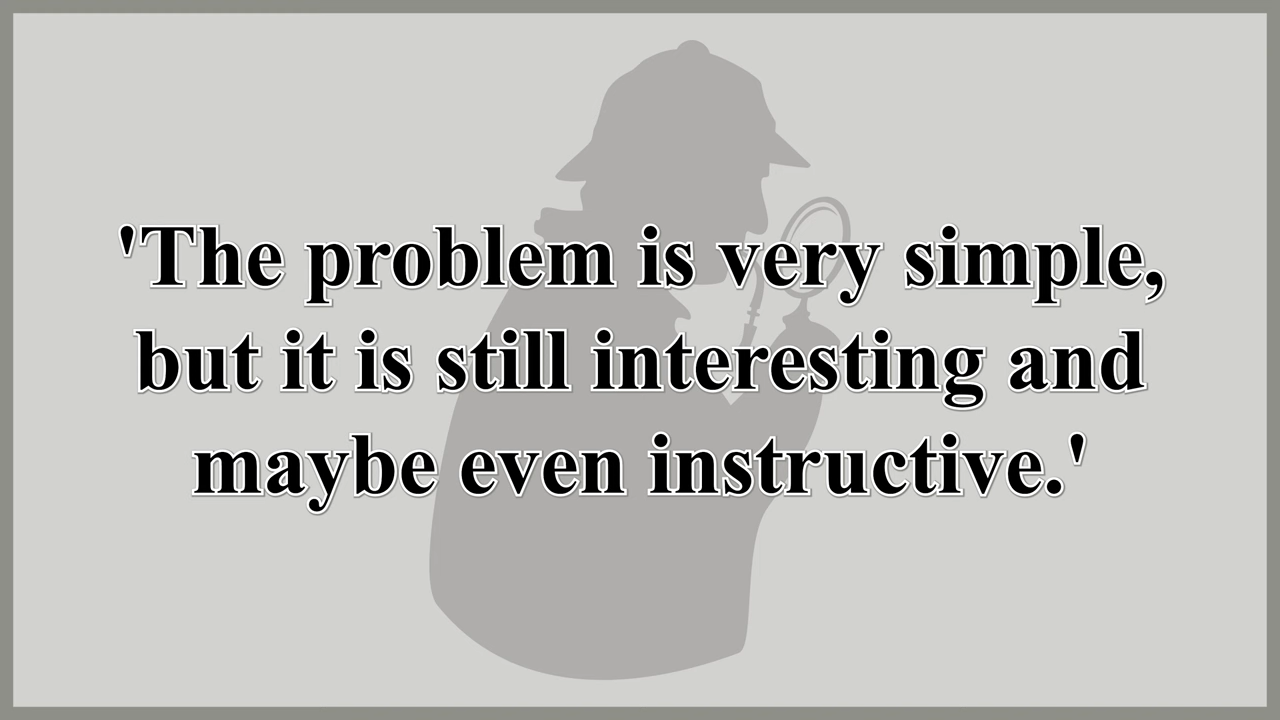 'The problem is very simple,
but it is still interesting and
maybe even instructive.'